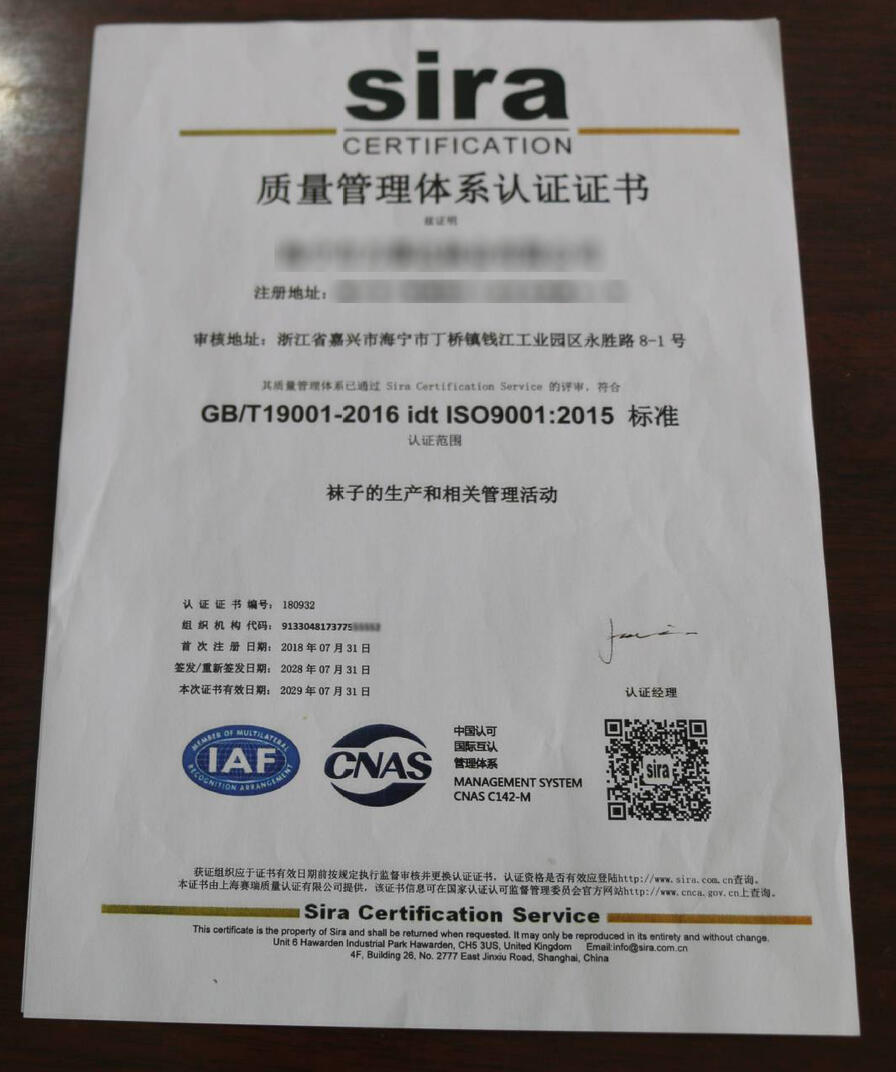 sira
CERTIFICATION
质量管理体系认证证书
兹证明
注册地址：
审核地址：浙江省嘉兴市海宁市丁桥镇钱江工业园区永胜路 8-1 号
其质量管理体系已通过 Sira Certification Service 的评审，符合
GB/T19001-2016 idt ISO9001:2015 标准
认证范围
袜子的生产和相关管理活动
认证证书编号：180932
组织机构代码：9133048173775
首次注册日期：2018 年 07 月 31 日
签发/重新签发日期：2028 年 07 月 31 日
本次证书有效日期：2029 年 07 月 31 日
认证经理
MEMBER OF MULTILATERAL
IAF
RECOGNITION ARRANGEMENT
CNAS
中国认可
国际互认
管理体系
MANAGEMENT SYSTEM
CNAS C142-M
sira
获证组织应于证书有效日期前按规定执行监督审核并更换认证证书，认证资格是否有效应登陆http://www.sira.com.cn查询。
本证书由上海赛瑞质量认证有限公司提供，该证书信息可在国家认证认可监督管理委员会官方网站http://www.cnca.gov.cn上查询。
Sira Certification Service
This certificate is the property of Sira and shall be returned when requested. It may only be reproduced in its entirety and without change.
Unit 6 Hawarden Industrial Park Hawarden, CH5 3US, United Kingdom Email:info@sira.com.cn
4F, Building 26, No. 2777 East Jinxiu Road, Shanghai, China